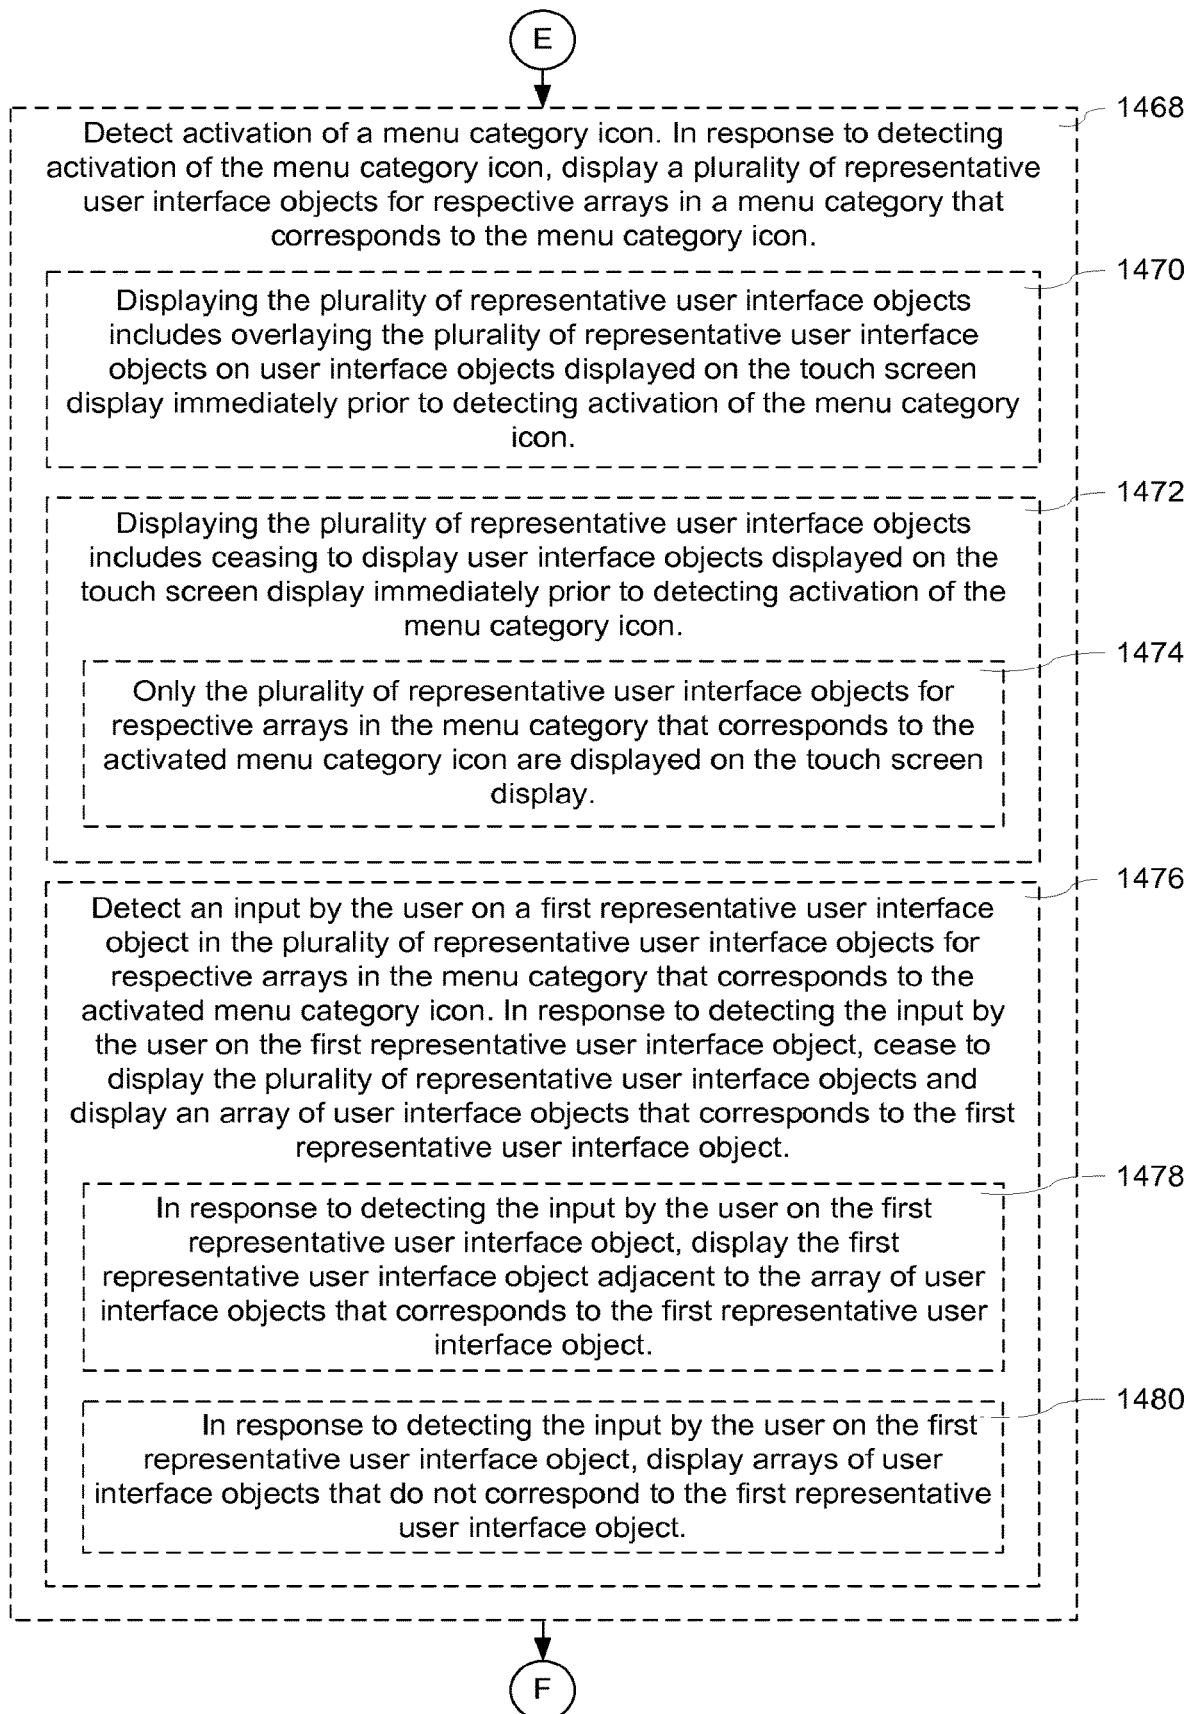 E
1468
Detect activation of a menu category icon. In response to detecting
activation of the menu category icon, display a plurality of representative
user interface objects for respective arrays in a menu category that
corresponds to the menu category icon.
1470
Displaying the plurality of representative user interface objects
includes overlaying the plurality of representative user interface
objects on user interface objects displayed on the touch screen
display immediately prior to detecting activation of the menu category
icon.
1472
Displaying the plurality of representative user interface objects
includes ceasing to display user interface objects displayed on the
touch screen display immediately prior to detecting activation of the
menu category icon.
1474
Only the plurality of representative user interface objects for
respective arrays in the menu category that corresponds to the
activated menu category icon are displayed on the touch screen
display.
1476
Detect an input by the user on a first representative user interface
object in the plurality of representative user interface objects for
respective arrays in the menu category that corresponds to the
activated menu category icon. In response to detecting the input by
the user on the first representative user interface object, cease to
display the plurality of representative user interface objects and
display an array of user interface objects that corresponds to the first
representative user interface object.
1478
In response to detecting the input by the user on the first
representative user interface object, display the first
representative user interface object adjacent to the array of user
interface objects that corresponds to the first representative user
interface object.
1480
In response to detecting the input by the user on the first
representative user interface object, display arrays of user
interface objects that do not correspond to the first representative
user interface object.
F